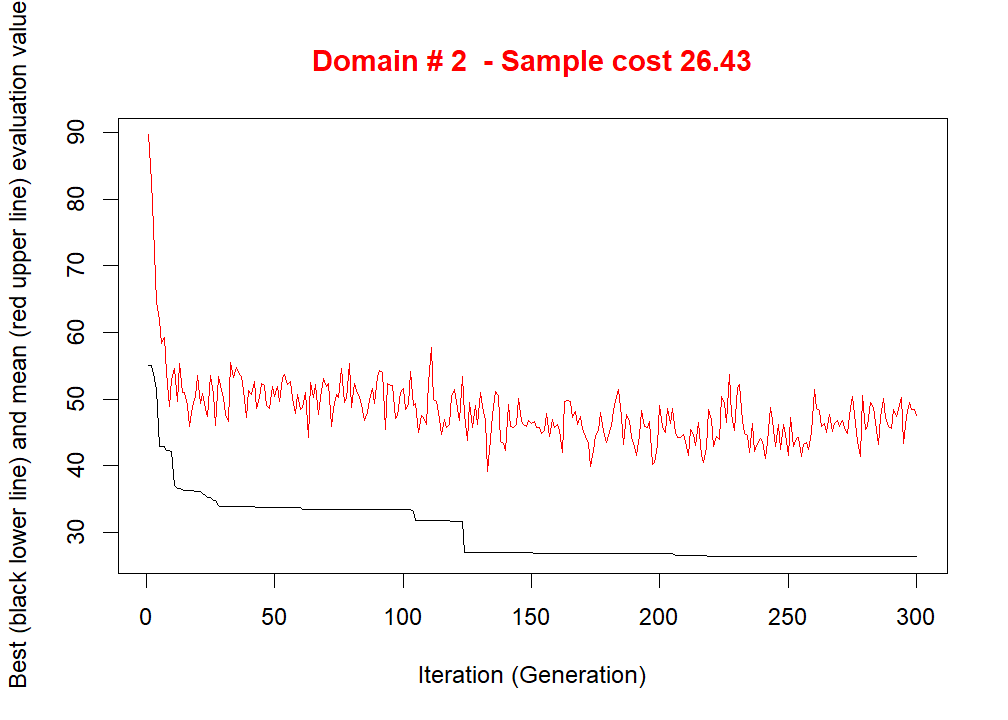 Domain # 2  - Sample cost 26.43
Best (black lower line) and mean (red upper line) evaluation value
90
80
70
60
50
40
30
0 50 100 150 200 250 300
Iteration (Generation)